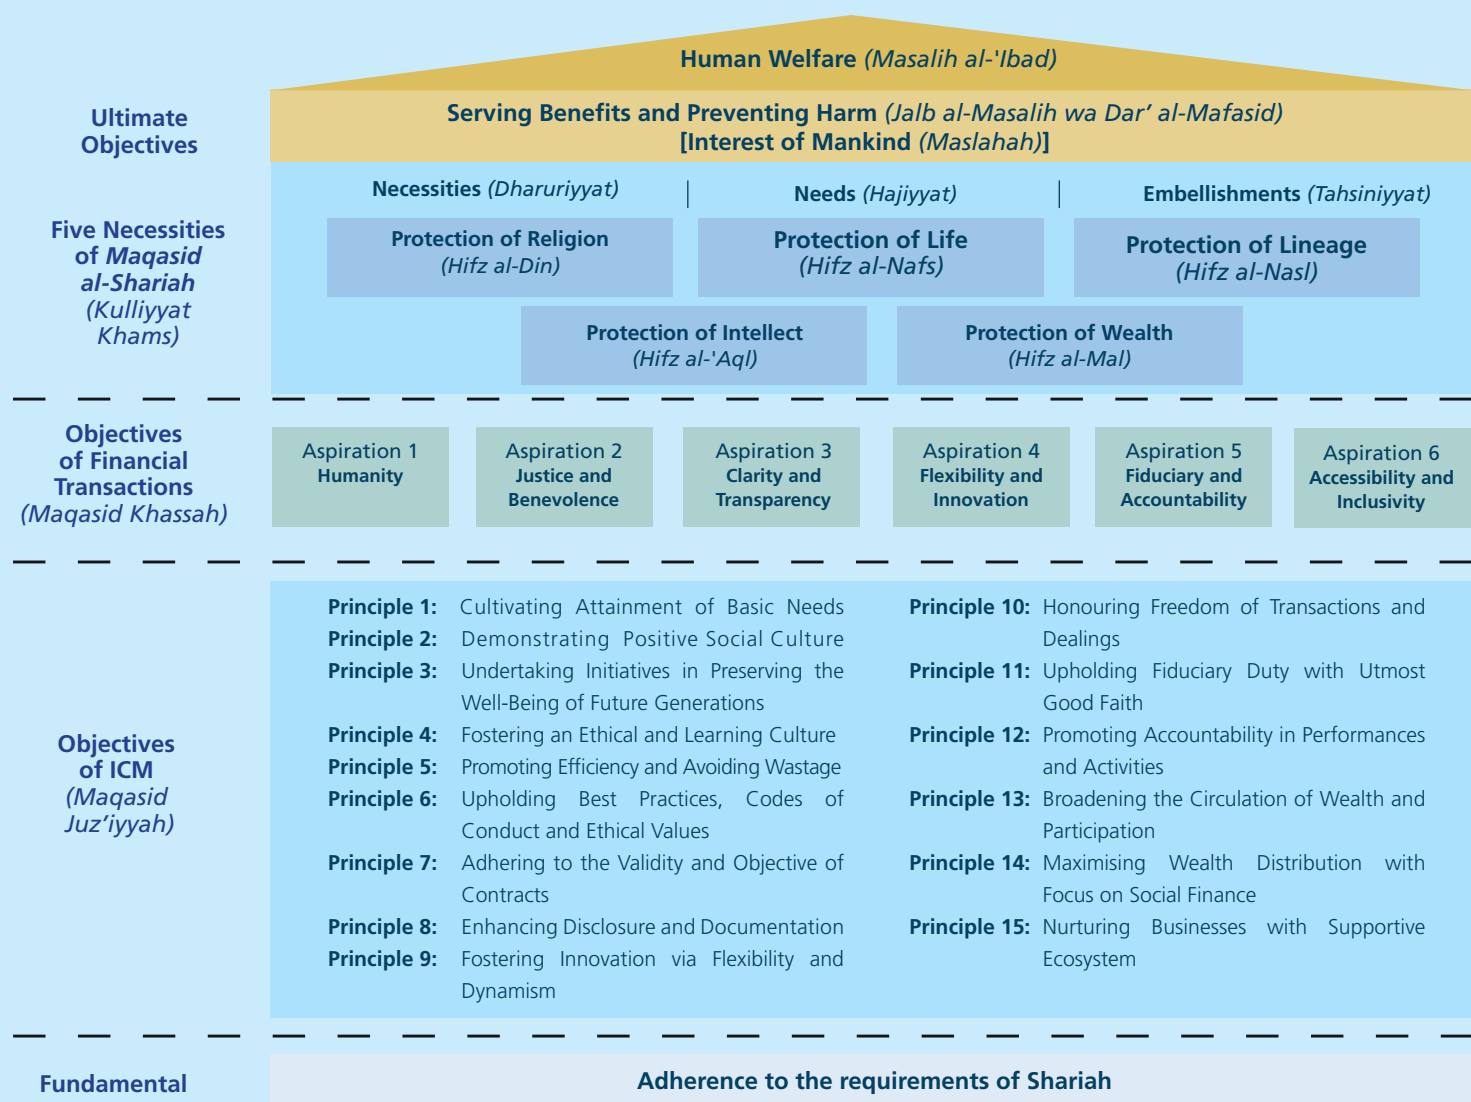 Human Welfare (Masalih al-'Ibad)
Ultimate
Objectives
Serving Benefits and Preventing Harm (Jalb al-Masalih wa Dar’ al-Mafasid)
[Interest of Mankind (Maslahah)]
Five Necessities
of Maqasid
al-Shariah
(Kulliyyat
Khams)
Necessities (Dharuriyyat) | Needs (Hajiyyat) | Embellishments (Tahsiniyyat)
Protection of Religion
(Hifz al-Din)
Protection of Life
(Hifz al-Nafs)
Protection of Lineage
(Hifz al-Nasl)
Protection of Intellect
(Hifz al-'Aql)
Protection of Wealth
(Hifz al-Mal)
Objectives
of Financial
Transactions
(Maqasid Khassah)
Aspiration 1
Humanity
Aspiration 2
Justice and
Benevolence
Aspiration 3
Clarity and
Transparency
Aspiration 4
Flexibility and
Innovation
Aspiration 5
Fiduciary and
Accountability
Aspiration 6
Accessibility and
Inclusivity
Objectives
of ICM
(Maqasid
Juz’iyyah)
Principle 1: Cultivating Attainment of Basic Needs
Principle 2: Demonstrating Positive Social Culture
Principle 3: Undertaking Initiatives in Preserving the
Well-Being of Future Generations
Principle 4: Fostering an Ethical and Learning Culture
Principle 5: Promoting Efficiency and Avoiding Wastage
Principle 6: Upholding Best Practices, Codes of
Conduct and Ethical Values
Principle 7: Adhering to the Validity and Objective of
Contracts
Principle 8: Enhancing Disclosure and Documentation
Principle 9: Fostering Innovation via Flexibility and
Dynamism
Principle 10: Honouring Freedom of Transactions and
Dealings
Principle 11: Upholding Fiduciary Duty with Utmost
Good Faith
Principle 12: Promoting Accountability in Performances
and Activities
Principle 13: Broadening the Circulation of Wealth and
Participation
Principle 14: Maximising Wealth Distribution with
Focus on Social Finance
Principle 15: Nurturing Businesses with Supportive
Ecosystem
Fundamental
Adherence to the requirements of Shariah